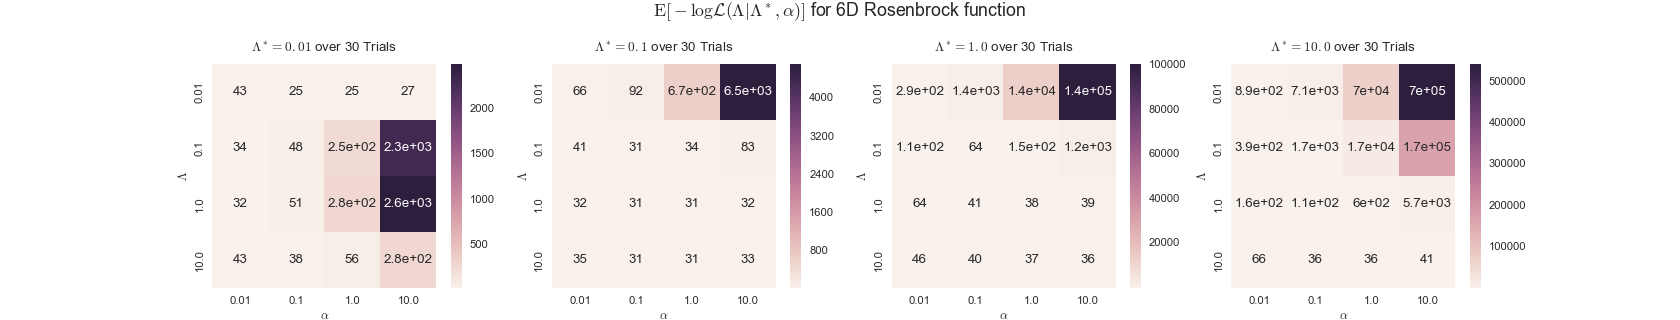 E[−logℒ(Λ|Λ*, α)] for 6D Rosenbrock function
Λ* = 0.01 over 30 Trials
0.01 43 25 25 27
0.1 34 48 2.5e+02 2.3e+03
1.0 32 51 2.8e+02 2.6e+03
10.0 43 38 56 2.8e+02
0.01 0.1 1.0 10.0
Λ
α
2000
1500
1000
500
Λ* = 0.1 over 30 Trials
0.01 66 92 6.7e+02 6.5e+03
0.1 41 31 34 83
1.0 32 31 31 32
10.0 35 31 31 33
0.01 0.1 1.0 10.0
Λ
α
4000
3200
2400
1600
800
Λ* = 1.0 over 30 Trials
0.01 2.9e+02 1.4e+03 1.4e+04 1.4e+05
0.1 1.1e+02 64 1.5e+02 1.2e+03
1.0 64 41 38 39
10.0 46 40 37 36
0.01 0.1 1.0 10.0
Λ
α
100000
80000
60000
40000
20000
Λ* = 10.0 over 30 Trials
0.01 8.9e+02 7.1e+03 7e+04 7e+05
0.1 3.9e+02 1.7e+03 1.7e+04 1.7e+05
1.0 1.6e+02 1.1e+02 6e+02 5.7e+03
10.0 66 36 36 41
0.01 0.1 1.0 10.0
Λ
α
500000
400000
300000
200000
100000